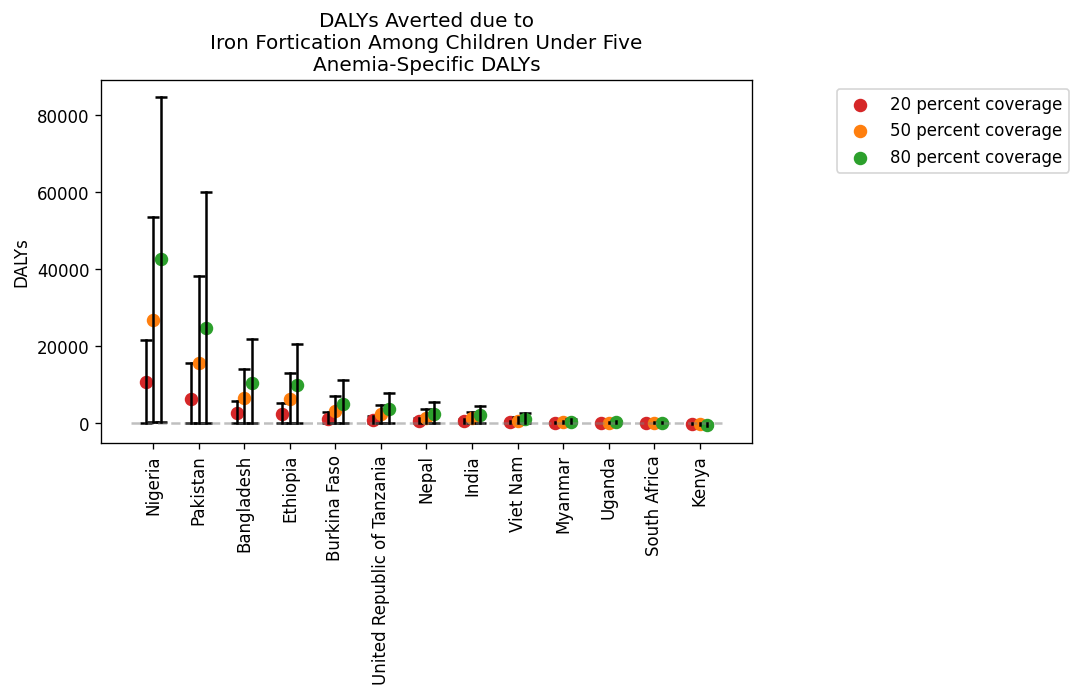 DALYs Averted due to
Iron Fortication Among Children Under Five
Anemia-Specific DALYs
20 percent coverage
50 percent coverage
80 percent coverage
DALYs
80000
60000
40000
20000
0
Nigeria
Pakistan
Bangladesh
Ethiopia
Burkina Faso
United Republic of Tanzania
Nepal
India
Viet Nam
Myanmar
Uganda
South Africa
Kenya